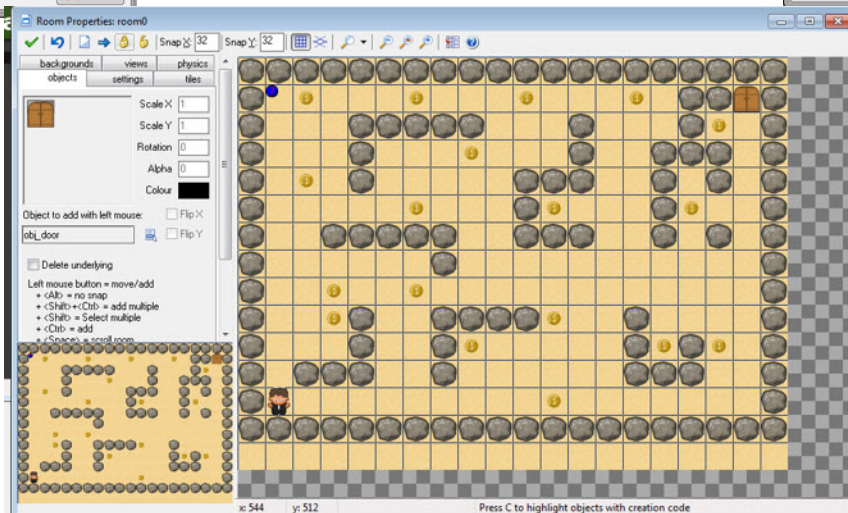 Room Properties: room0
Snap X: 32 Snap Y: 32
backgrounds views physics
objects settings tiles
Scale X 1
Scale Y 1
Rotation 0
Alpha 0
Colour
Object to add with left mouse: Flip X
obj_door Flip Y
Delete underlying
Left mouse button = move/add
+ <Alt> = no snap
+ <Shift>+<Ctrl> = add multiple
+ <Shift> = Select multiple
+ <Ctrl> = add
+ <Space> = scroll room
x: 544 y: 512 Press C to highlight objects with creation code